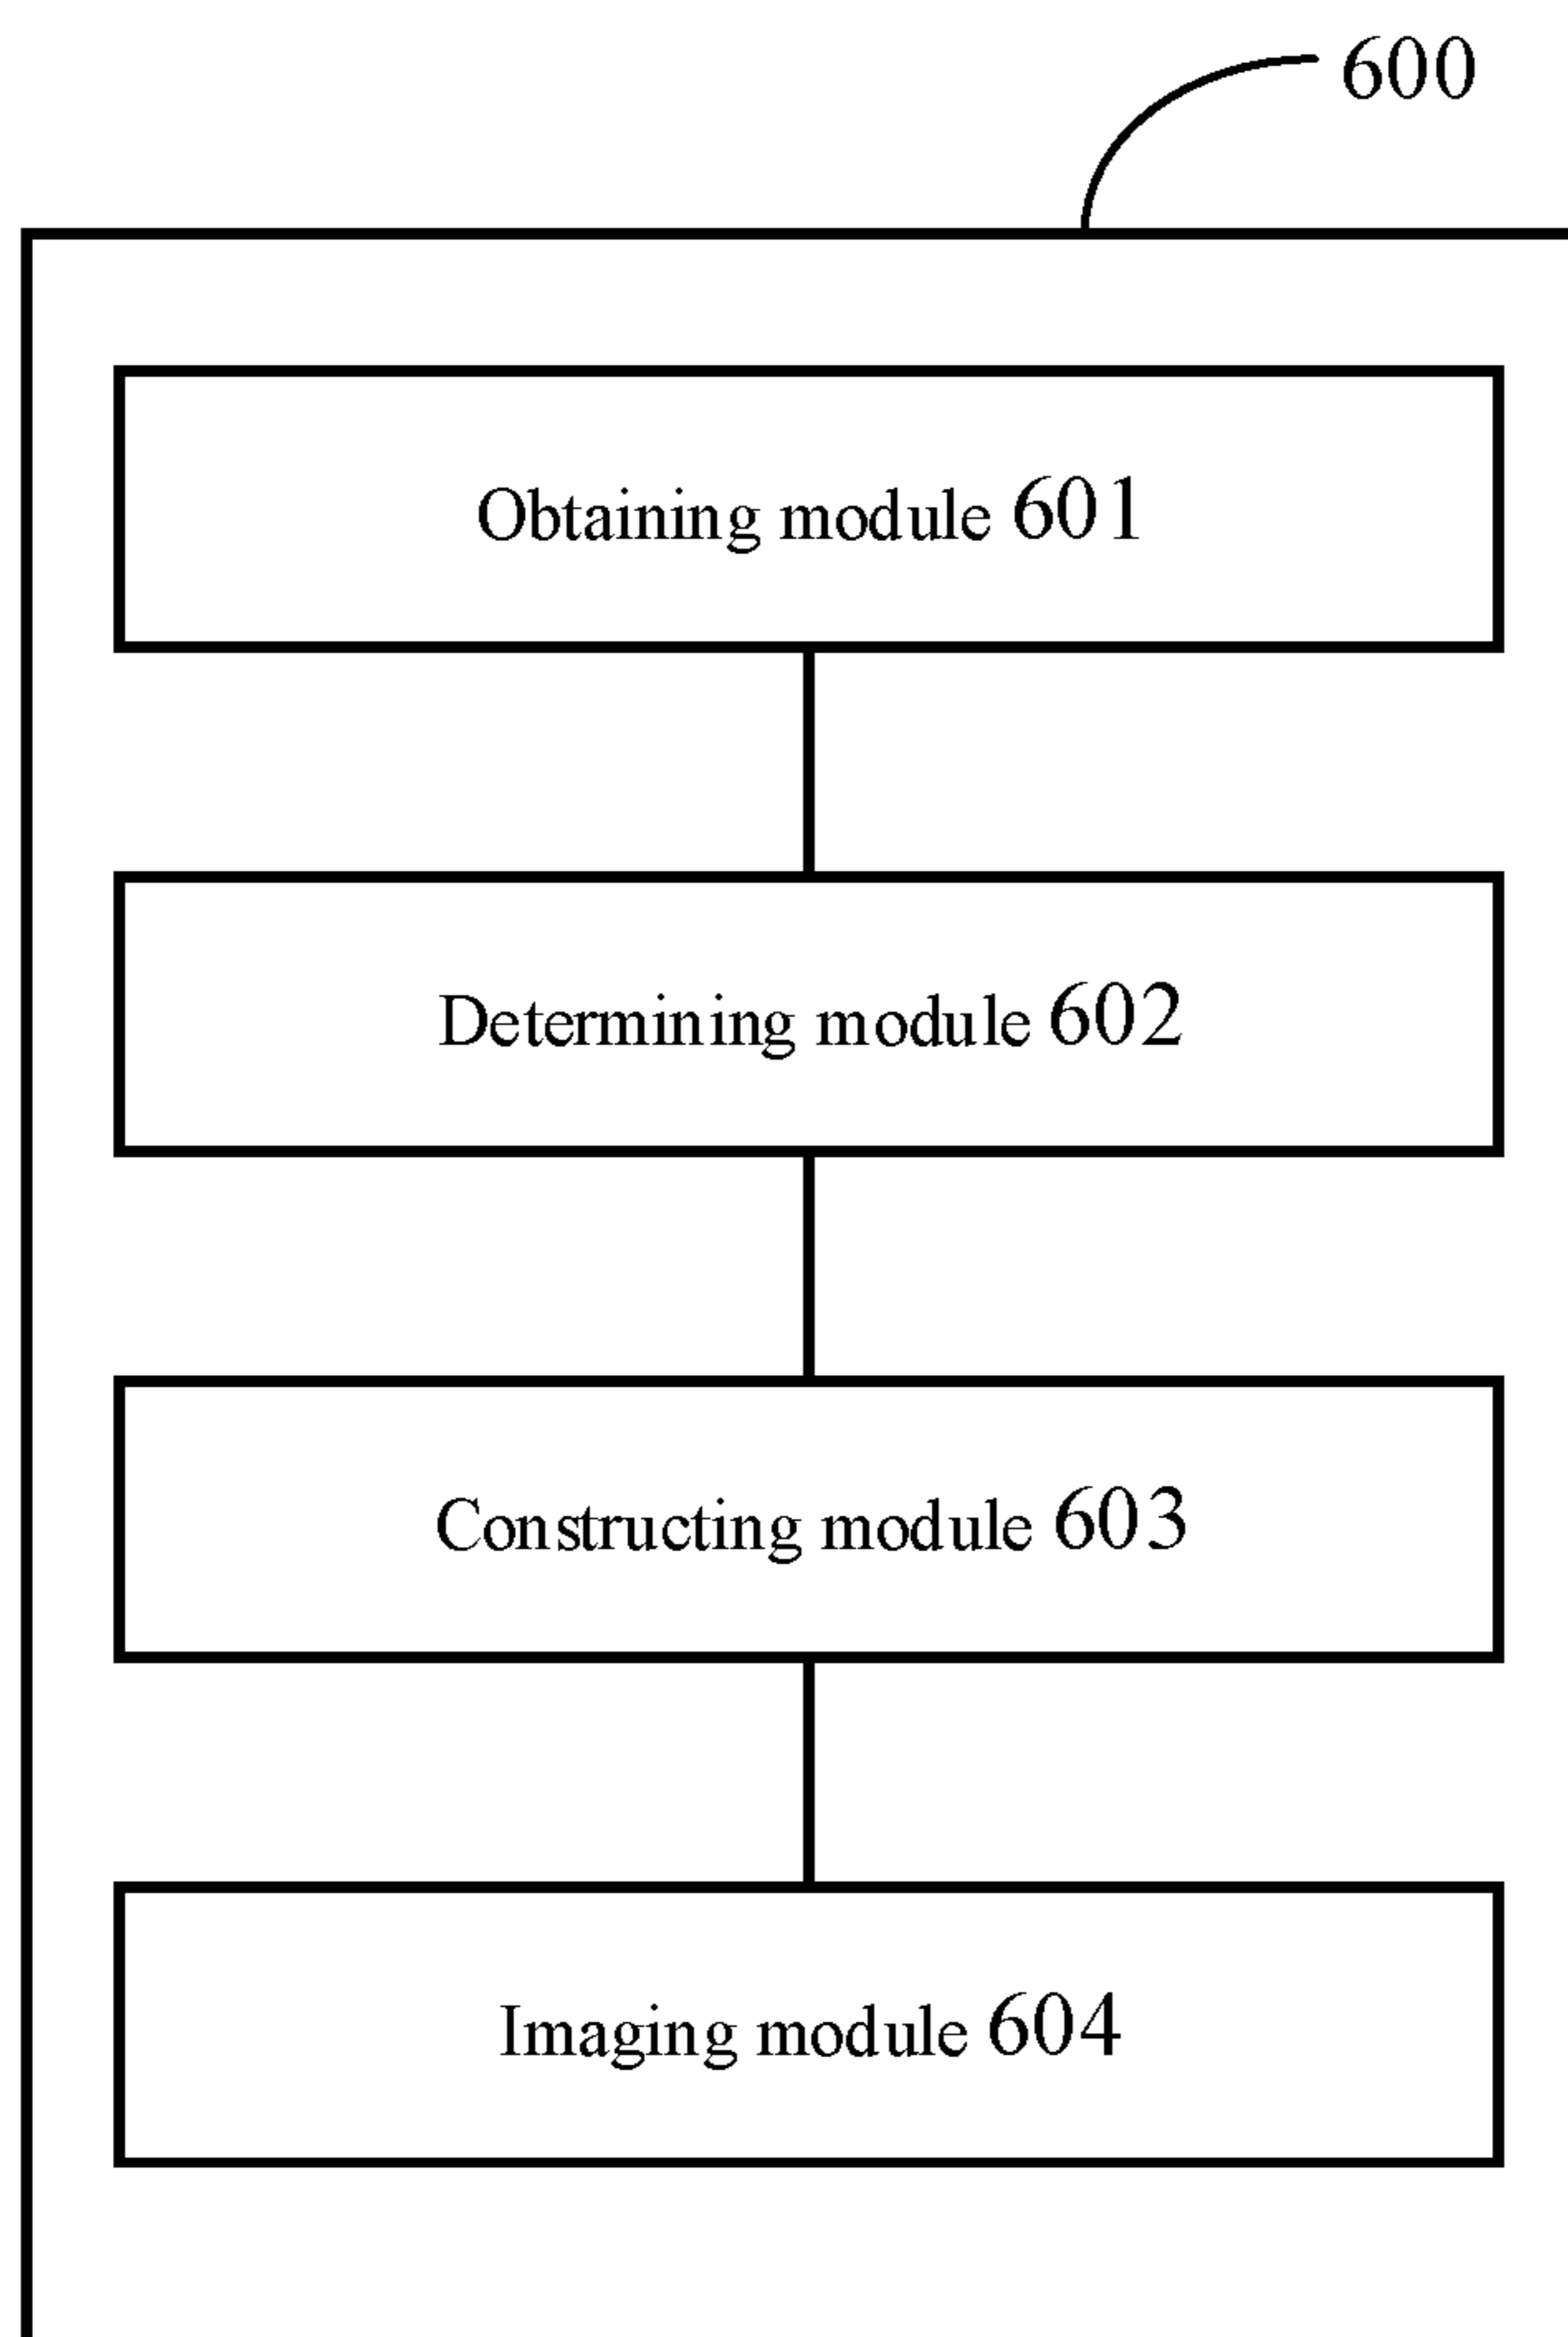 600
Obtaining module 601
Determining module 602
Constructing module 603
Imaging module 604